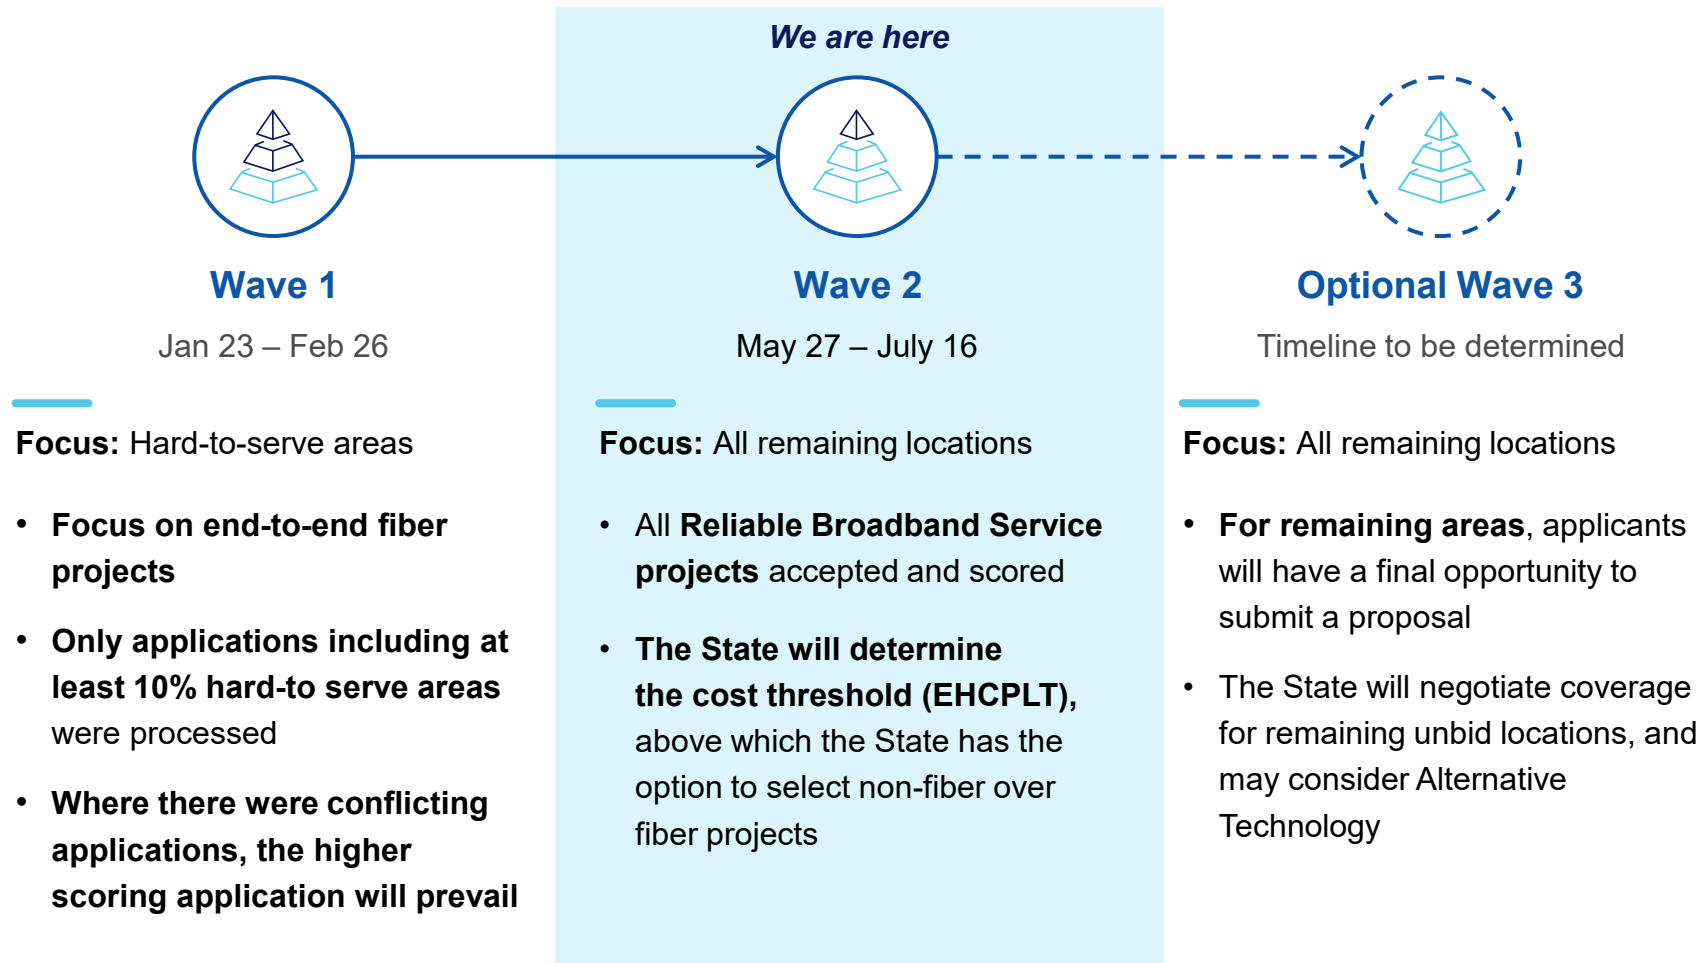 We are here
Wave 1
Jan 23 – Feb 26
Focus: Hard-to-serve areas
• Focus on end-to-end fiber
projects
• Only applications including at
least 10% hard-to serve areas
were processed
• Where there were conflicting
applications, the higher
scoring application will prevail
Wave 2
May 27 – July 16
Focus: All remaining locations
• All Reliable Broadband Service
projects accepted and scored
• The State will determine
the cost threshold (EHCPLT),
above which the State has the
option to select non-fiber over
fiber projects
Optional Wave 3
Timeline to be determined
Focus: All remaining locations
• For remaining areas, applicants
will have a final opportunity to
submit a proposal
• The State will negotiate coverage
for remaining unbid locations, and
may consider Alternative
Technology